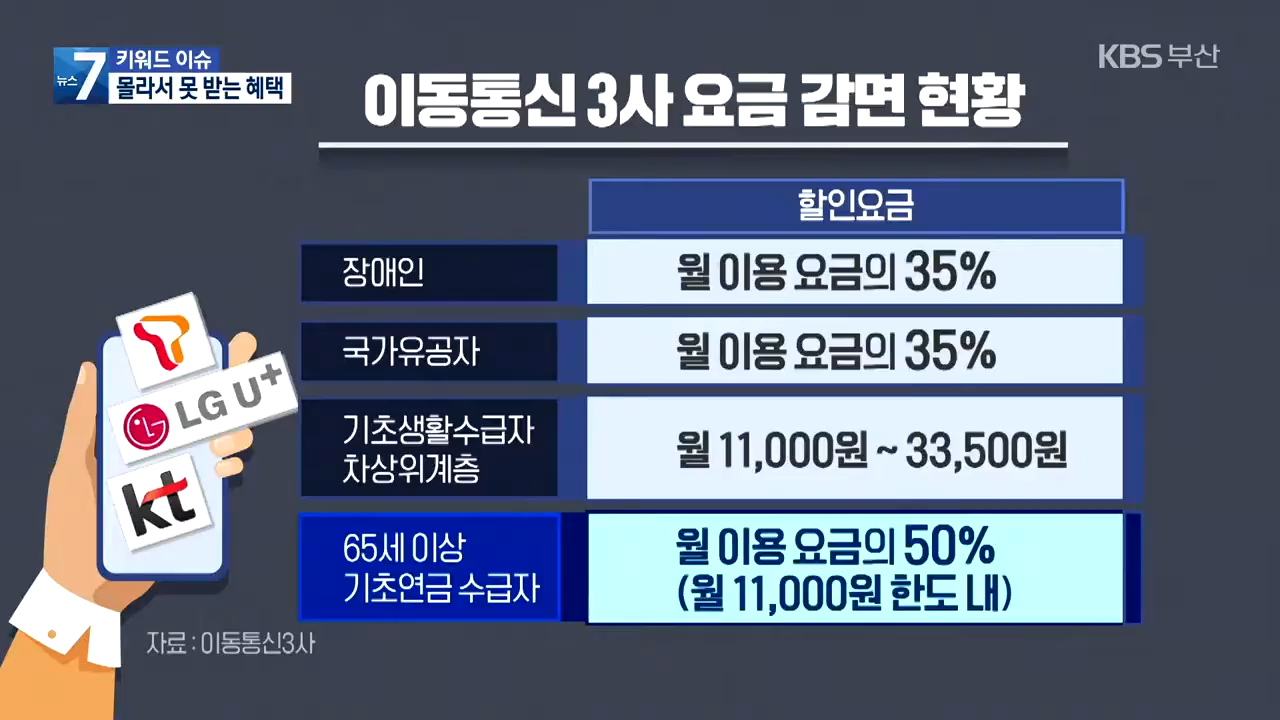 뉴스 7
키워드 이슈
몰라서 못 받는 혜택
KBS부산
이동통신 3사 요금 감면 현황
할인요금
장애인
월 이용 요금의 35%
국가유공자
월 이용 요금의 35%
기초생활수급자
차상위계층
월 11,000원 ~ 33,500원
65세 이상
기초연금 수급자
월 이용 요금의 50%
(월 11,000원 한도 내)
LG U+
kt
자료 : 이동통신3사